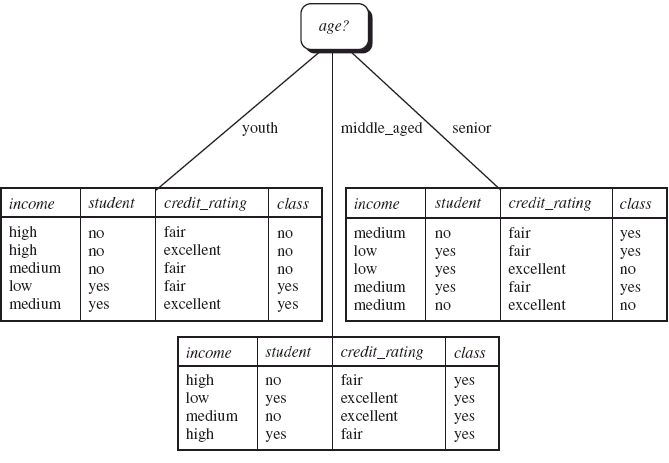 age?
youth
middle_aged
senior
income student credit_rating class
high no fair no
high no excellent no
medium no fair no
low yes fair yes
medium yes excellent yes
income student credit_rating class
medium no fair yes
low yes fair yes
low yes excellent no
medium yes fair yes
medium no excellent no
income student credit_rating class
high no fair yes
low yes excellent yes
medium no excellent yes
high yes fair yes